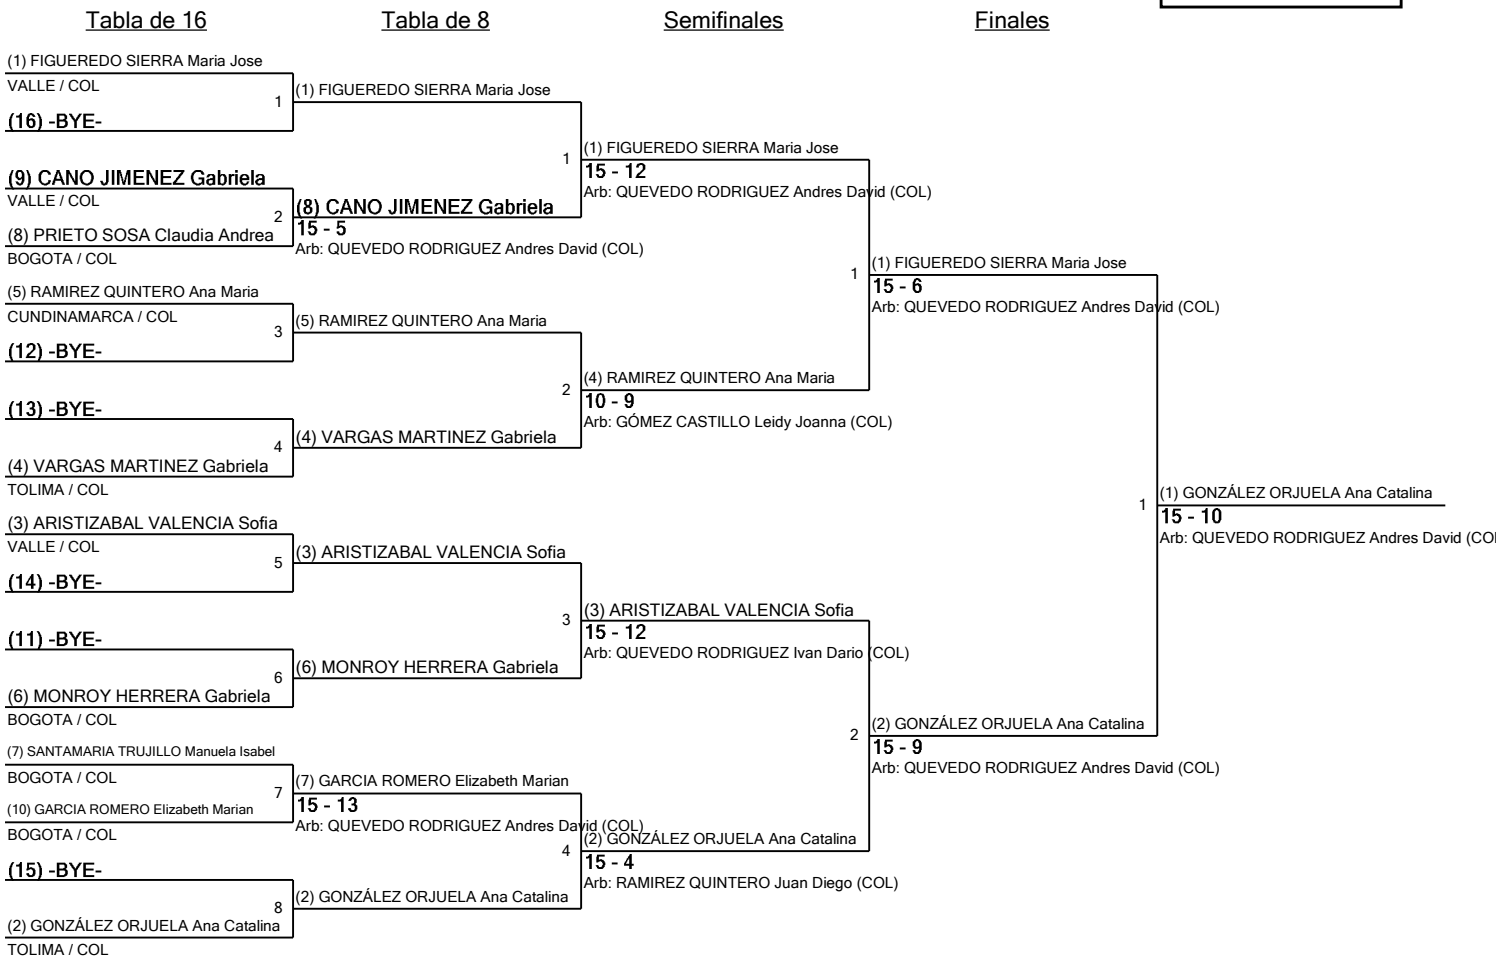 Tabla de 16
Tabla de 8
Semifinales
Finales
(1) FIGUEREDO SIERRA Maria Jose
VALLE / COL
1
(16) -BYE-
(9) CANO JIMENEZ Gabriela
VALLE / COL
2
(8) PRIETO SOSA Claudia Andrea
BOGOTA / COL
(5) RAMIREZ QUINTERO Ana Maria
CUNDINAMARCA / COL
3
(12) -BYE-
(13) -BYE-
4
(4) VARGAS MARTINEZ Gabriela
TOLIMA / COL
(3) ARISTIZABAL VALENCIA Sofia
VALLE / COL
5
(14) -BYE-
(11) -BYE-
6
(6) MONROY HERRERA Gabriela
BOGOTA / COL
(7) SANTAMARIA TRUJILLO Manuela Isabel
BOGOTA / COL
7
(10) GARCIA ROMERO Elizabeth Marian
BOGOTA / COL
(15) -BYE-
8
(2) GONZÁLEZ ORJUELA Ana Catalina
TOLIMA / COL
(1) FIGUEREDO SIERRA Maria Jose
1
(8) CANO JIMENEZ Gabriela
15 - 5
Arb: QUEVEDO RODRIGUEZ Andres David (COL)
(5) RAMIREZ QUINTERO Ana Maria
2
(4) VARGAS MARTINEZ Gabriela
(3) ARISTIZABAL VALENCIA Sofia
3
(6) MONROY HERRERA Gabriela
(7) GARCIA ROMERO Elizabeth Marian
15 - 13
Arb: QUEVEDO RODRIGUEZ Andres David (COL)
4
(2) GONZÁLEZ ORJUELA Ana Catalina
(1) FIGUEREDO SIERRA Maria Jose
15 - 12
Arb: QUEVEDO RODRIGUEZ Andres David (COL)
1
(4) RAMIREZ QUINTERO Ana Maria
10 - 9
Arb: GÓMEZ CASTILLO Leidy Joanna (COL)
(3) ARISTIZABAL VALENCIA Sofia
15 - 12
Arb: QUEVEDO RODRIGUEZ Ivan Dario (COL)
2
(2) GONZÁLEZ ORJUELA Ana Catalina
15 - 4
Arb: RAMIREZ QUINTERO Juan Diego (COL)
(1) FIGUEREDO SIERRA Maria Jose
15 - 6
Arb: QUEVEDO RODRIGUEZ Andres David (COL)
1
(2) GONZÁLEZ ORJUELA Ana Catalina
15 - 9
Arb: QUEVEDO RODRIGUEZ Andres David (COL)
(1) GONZÁLEZ ORJUELA Ana Catalina
15 - 10
Arb: QUEVEDO RODRIGUEZ Andres David (COL